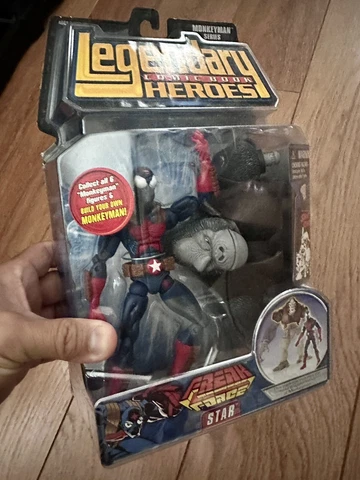 MONKEYMAN
SERIES
Legendary
COMIC BOOK
HEROES
Collect all 6
"Monkeyman"
figures &
BUILD YOUR OWN
MONKEYMAN!
FREAK
FORCE
STAR